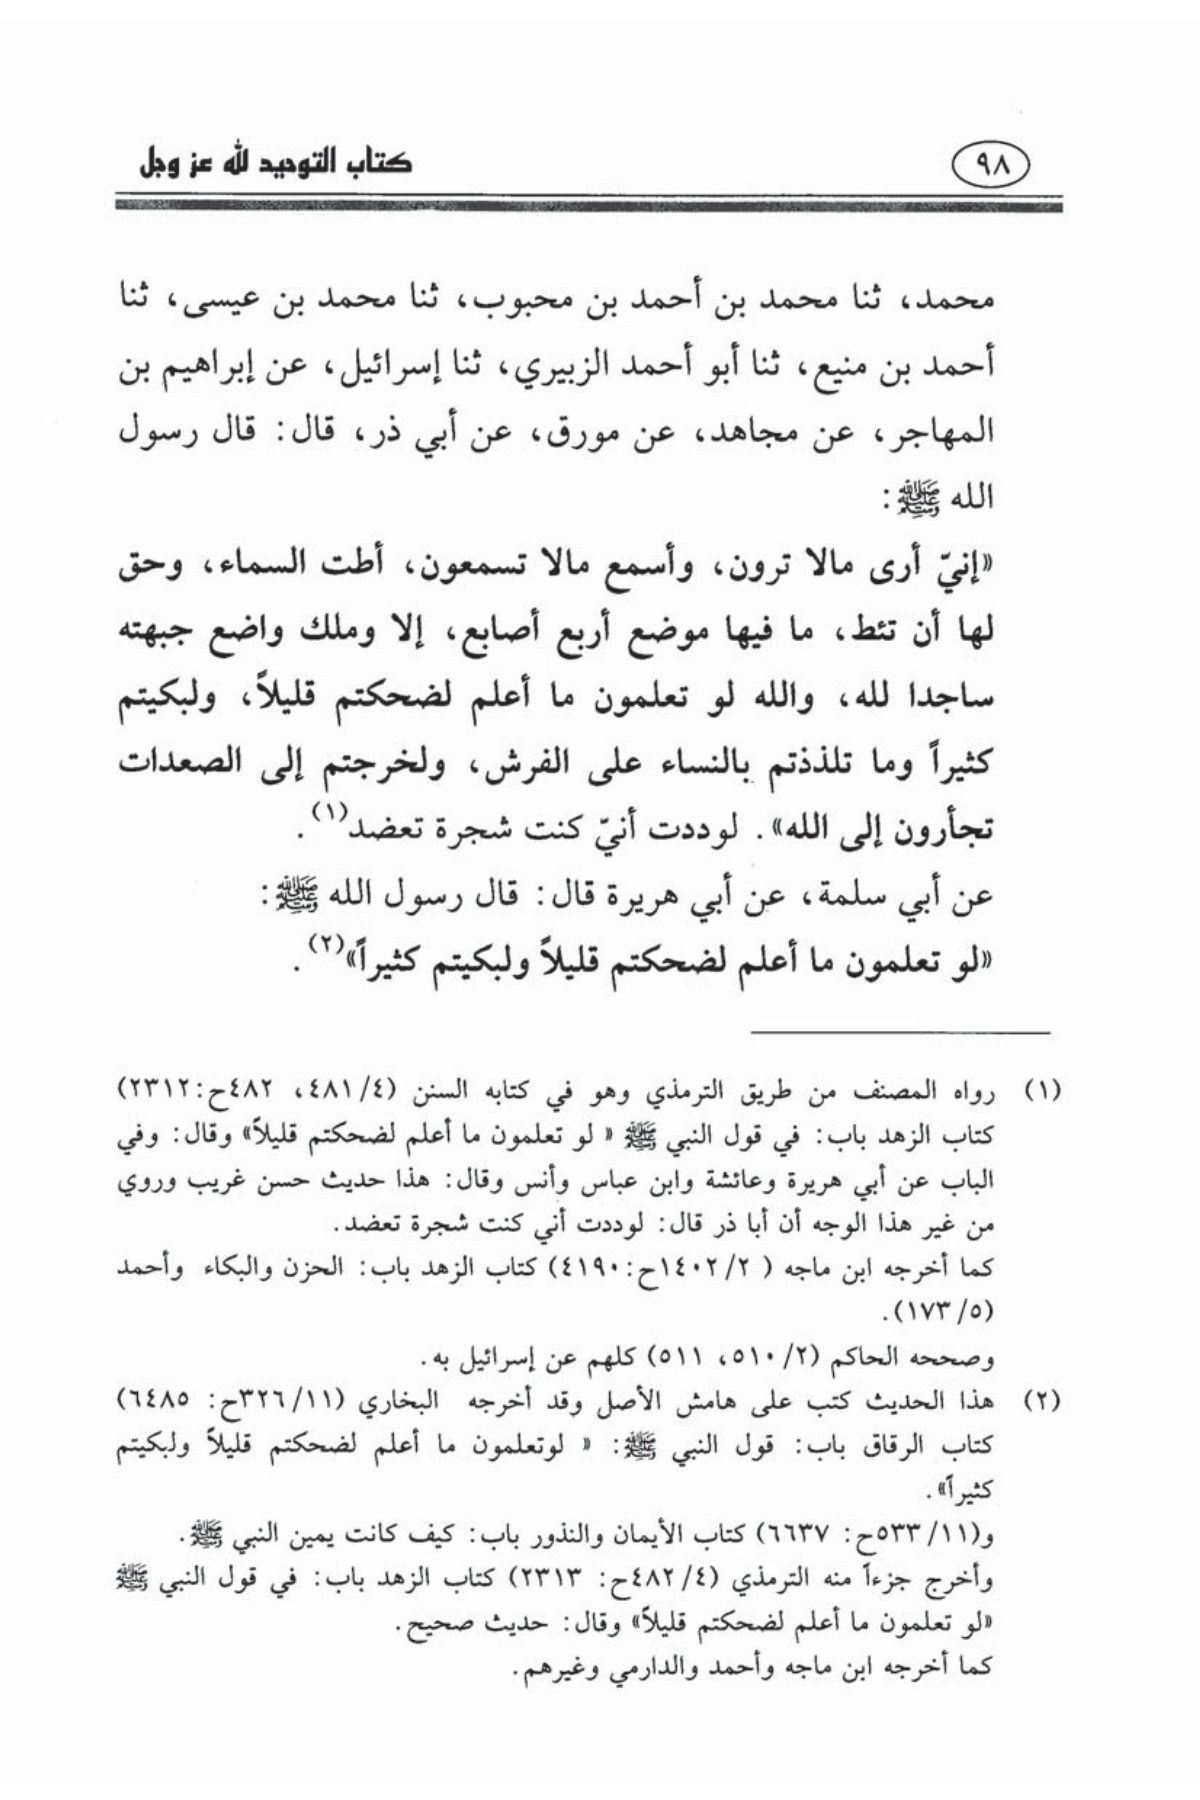 ٩٨
كتاب التوحيد لله عز وجل
محمد، ثنا محمد بن أحمد بن محبوب، ثنا محمد بن عيسى، ثنا
أحمد بن منيع، ثنا أبو أحمد الزبيري، ثنا إسرائيل، عن إبراهيم بن
المهاجر، عن مجاهد، عن مورق، عن أبي ذر، قال: قال رسول
الله ﷺ:
«إنيّ أرى مالا ترون، وأسمع مالا تسمعون، أطت السماء، وحق
لها أن تئط، ما فيها موضع أربع أصابع، إلا وملك واضع جبهته
ساجدا لله، والله لو تعلمون ما أعلم لضحكتم قليلاً، ولبكيتم
كثيراً وما تلذذتم بالنساء على الفرش، ولخرجتم إلى الصعدات
تجأرون إلى الله». لوددت أنيّ كنت شجرة تعضد(١).
عن أبي سلمة، عن أبي هريرة قال: قال رسول الله ﷺ:
«لو تعلمون ما أعلم لضحكتم قليلاً ولبكيتم كثيراً»(٢).
(١) رواه المصنف من طريق الترمذي وهو في كتابه السنن (٤/ ٤٨١، ٤٨٢ح:٢٣١٢)
كتاب الزهد باب: في قول النبي ﷺ « لو تعلمون ما أعلم لضحكتم قليلاً» وقال: وفي
الباب عن أبي هريرة وعائشة وابن عباس وأنس وقال: هذا حديث حسن غريب وروي
من غير هذا الوجه أن أبا ذر قال: لوددت أني كنت شجرة تعضد.
كما أخرجه ابن ماجه ( ٢/ ١٤٠٢ح:٤١٩٠) كتاب الزهد باب: الحزن والبكاء وأحمد
(٥/ ١٧٣).
وصححه الحاكم (٢/ ٥١٠، ٥١١) كلهم عن إسرائيل به.
(٢) هذا الحديث كتب على هامش الأصل وقد أخرجه البخاري (١١/ ٣٢٦ح: ٦٤٨٥)
كتاب الرقاق باب: قول النبي ﷺ: « لوتعلمون ما أعلم لضحكتم قليلاً ولبكيتم
كثيراً».
و(١١/ ٥٣٣ح: ٦٦٣٧) كتاب الأيمان والنذور باب: كيف كانت يمين النبي ﷺ.
وأخرج جزءاً منه الترمذي (٤/ ٤٨٢ح: ٢٣١٣) كتاب الزهد باب: في قول النبي ﷺ
«لو تعلمون ما أعلم لضحكتم قليلاً» وقال: حديث صحيح.
كما أخرجه ابن ماجه وأحمد والدارمي وغيرهم.